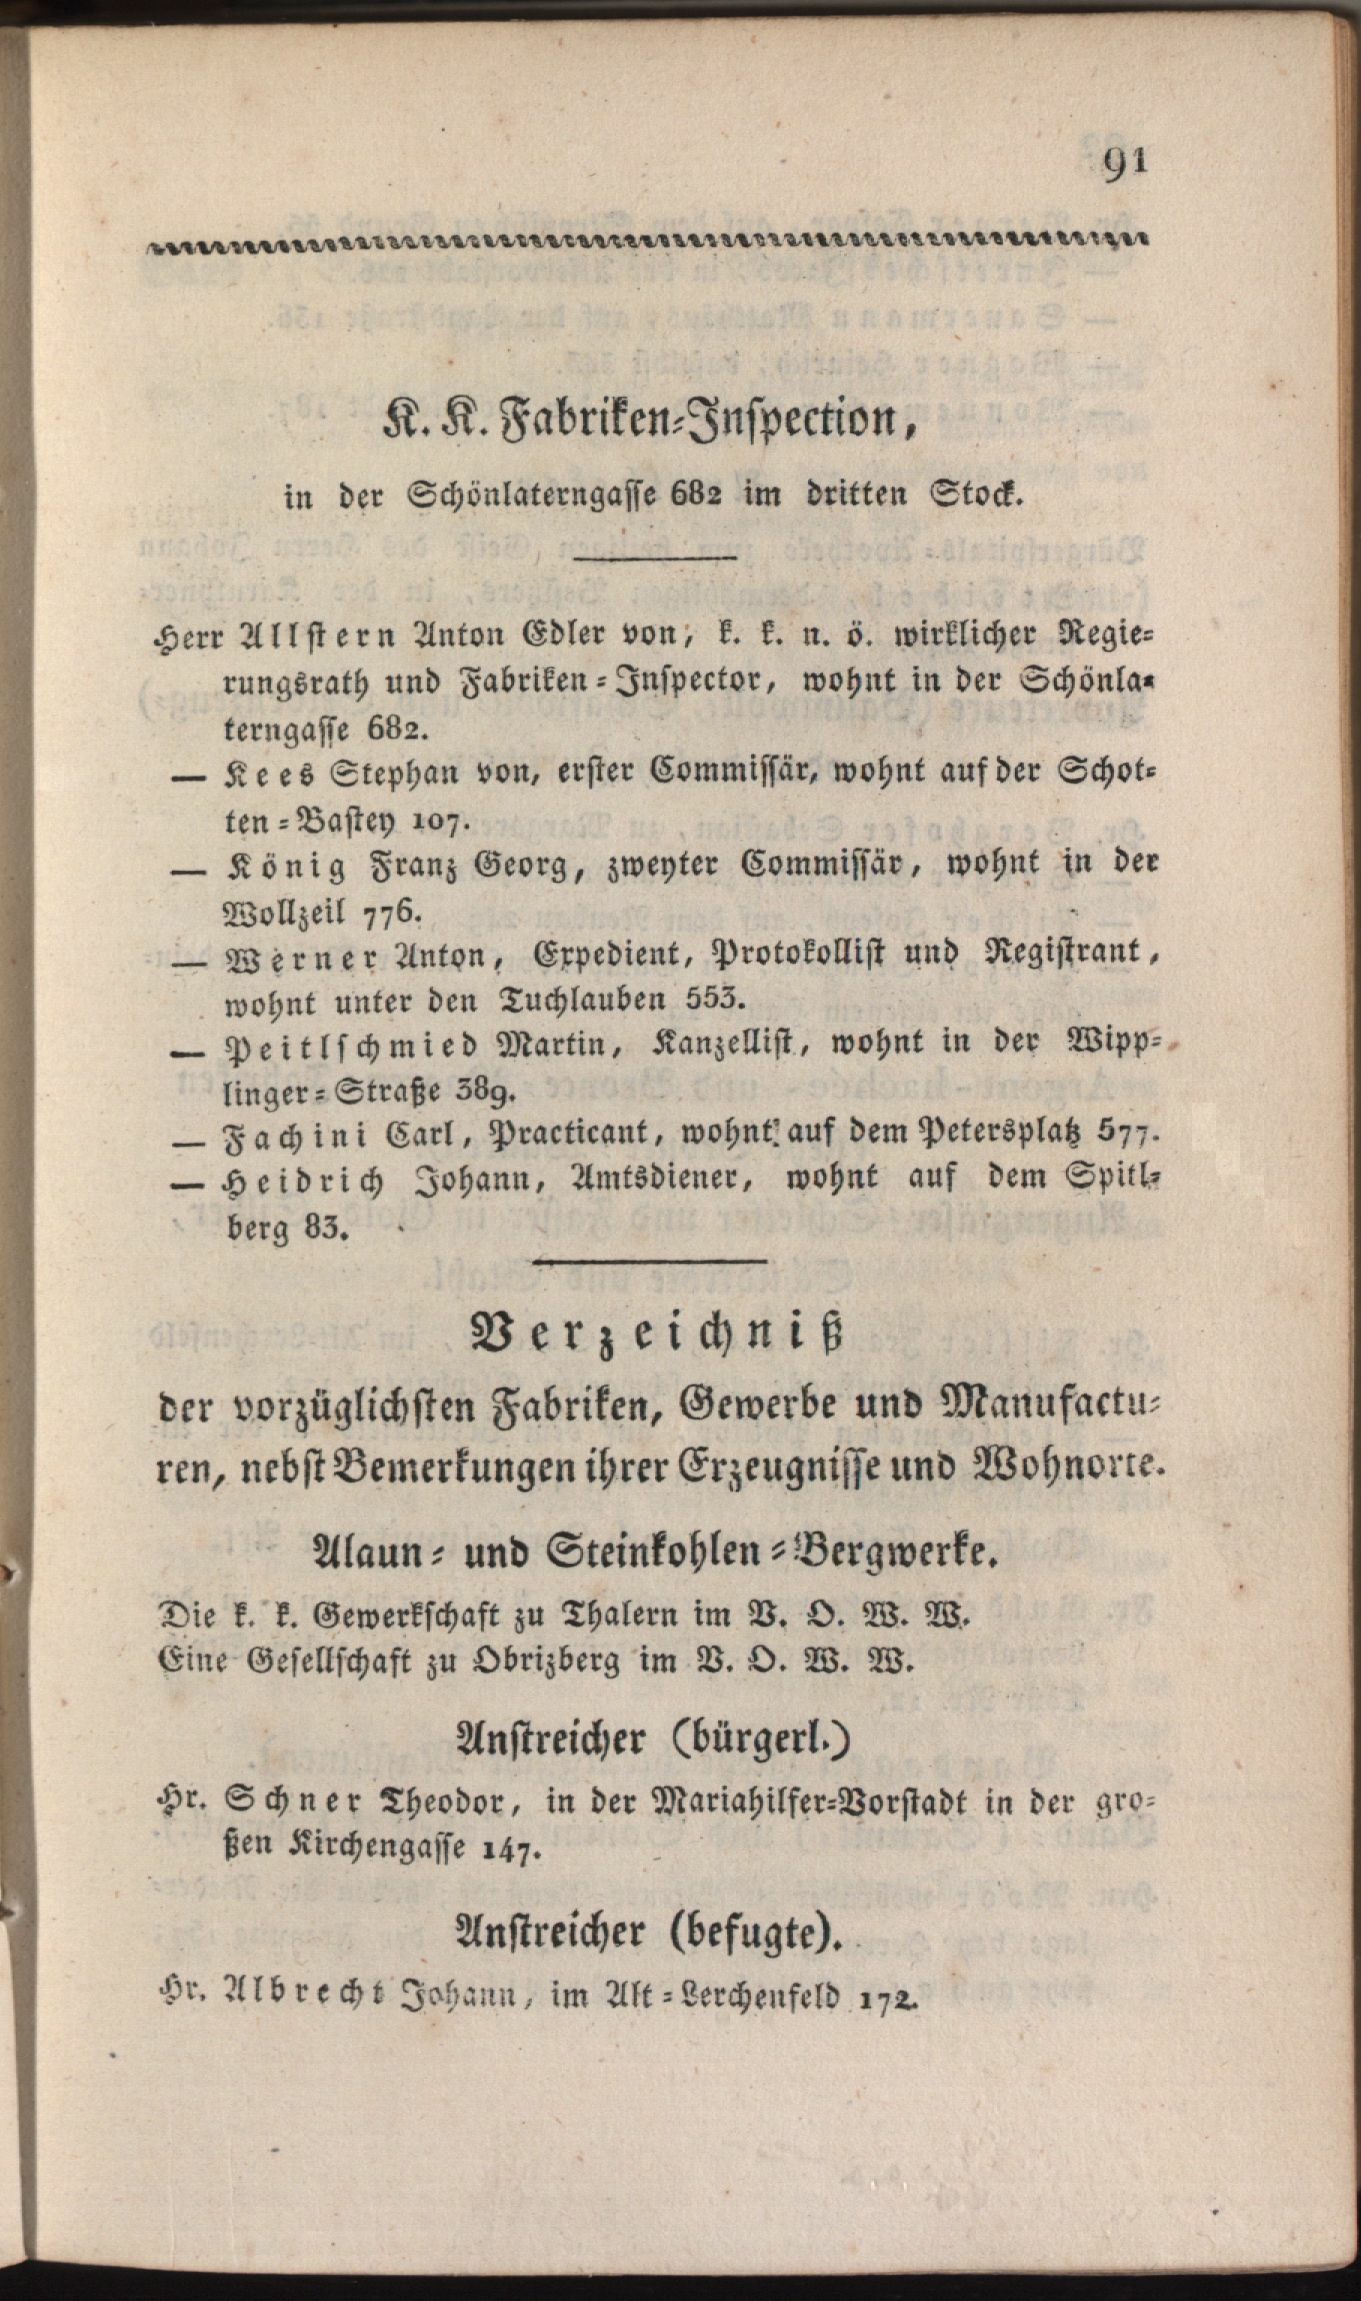 91
K. K. Fabriken-Inspection,
in der Schönlaterngasse 682 im dritten Stock.
Herr Allstern Anton Edler von, k. k. n. ö. wirklicher Regie-
rungsrath und Fabriken-Inspector, wohnt in der Schönla-
terngasse 682.
— Kees Stephan von, erster Commissär, wohnt auf der Schot-
ten-Bastey 107.
— König Franz Georg, zweyter Commissär, wohnt in der
Wollzeil 776.
— Werner Anton, Expedient, Protokollist und Registrant,
wohnt unter den Tuchlauben 553.
— Peitlschmied Martin, Kanzellist, wohnt in der Wipp-
linger-Straße 389.
— Fachini Carl, Practicant, wohnt auf dem Petersplatz 577.
— Heidrich Johann, Amtsdiener, wohnt auf dem Spitl-
berg 83.
Verzeichniß
der vorzüglichsten Fabriken, Gewerbe und Manufactu-
ren, nebst Bemerkungen ihrer Erzeugnisse und Wohnorte.
Alaun- und Steinkohlen-Bergwerke.
Die k. k. Gewerkschaft zu Thalern im V. O. W. W.
Eine Gesellschaft zu Obrizberg im V. O. W. W.
Anstreicher (bürgerl.)
Hr. Schner Theodor, in der Mariahilfer-Vorstadt in der gro-
ßen Kirchengasse 147.
Anstreicher (befugte).
Hr. Albrecht Johann, im Alt-Lerchenfeld 172.